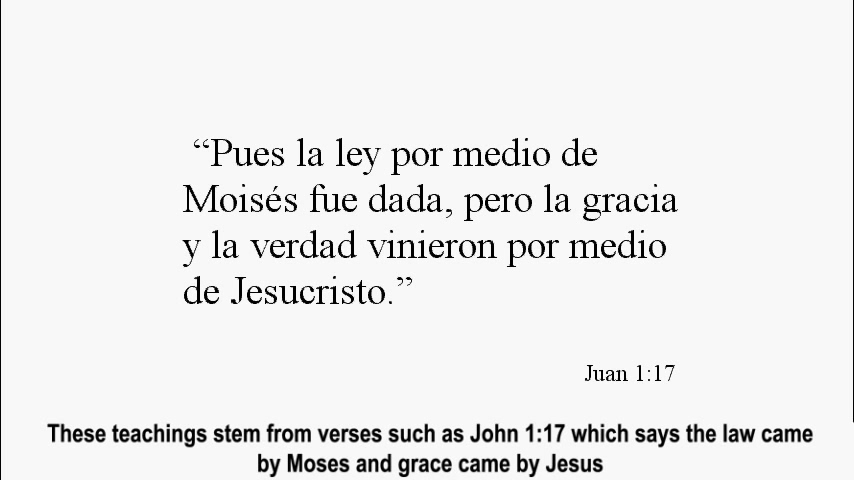 “Pues la ley por medio de
Moisés fue dada, pero la gracia
y la verdad vinieron por medio
de Jesucristo.”
Juan 1:17
These teachings stem from verses such as John 1:17 which says the law came
by Moses and grace came by Jesus